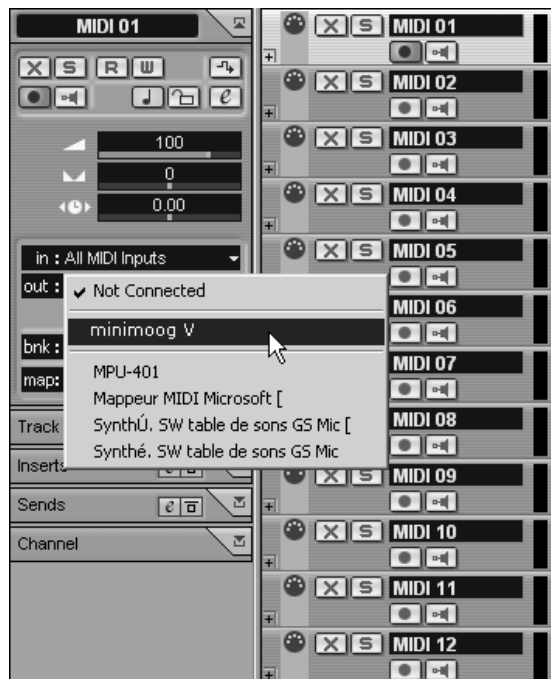 MIDI 01
X S R W
e
100
0
0.00
in : All MIDI Inputs
out :
bnk :
map:
Not Connected
minimoog V
MPU-401
Mappeur MIDI Microsoft [
SynthÚ. SW table de sons GS Mic [
Synthé. SW table de sons GS Mic
Track
Inserts
e
Sends
e
Channel
X S MIDI 01
X S MIDI 02
X S MIDI 03
X S MIDI 04
X S MIDI 05
MIDI 06
MIDI 07
MIDI 08
X S MIDI 09
X S MIDI 10
X S MIDI 11
X S MIDI 12